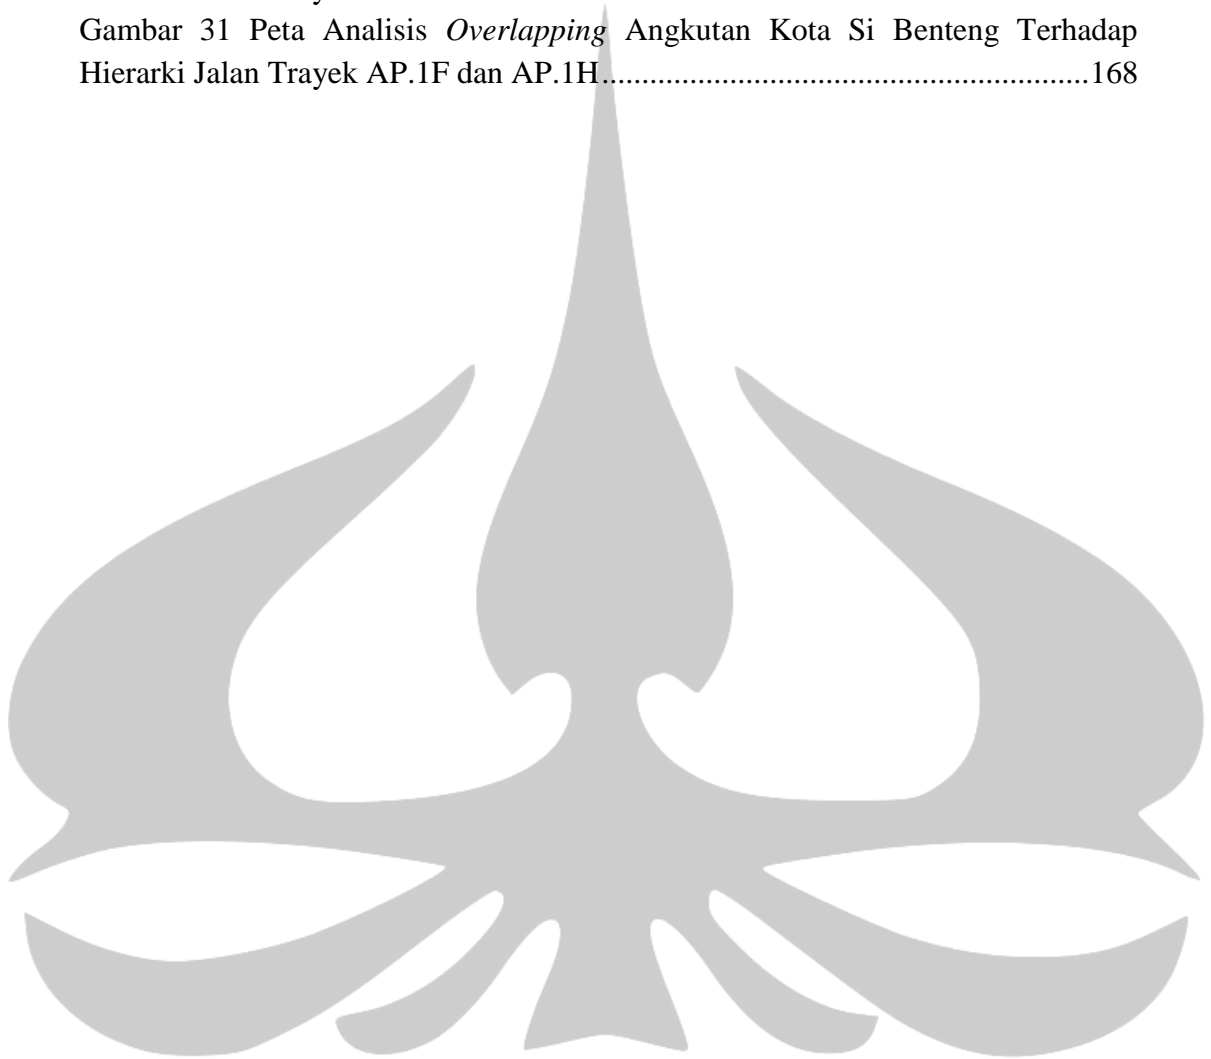 Gambar 31 Peta Analisis Overlapping Angkutan Kota Si Benteng Terhadap
Hierarki Jalan Trayek AP.1F dan AP.1H............................................................168